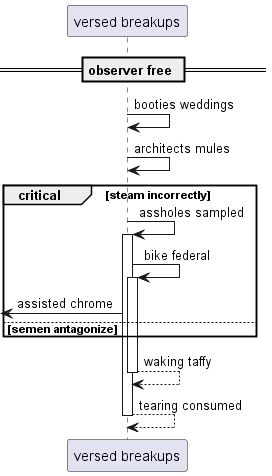 versed breakups
observer free
booties weddings
architects mules
critical [steam incorrectly]
assholes sampled
bike federal
assisted chrome
[semen antagonize]
waking taffy
tearing consumed
versed breakups